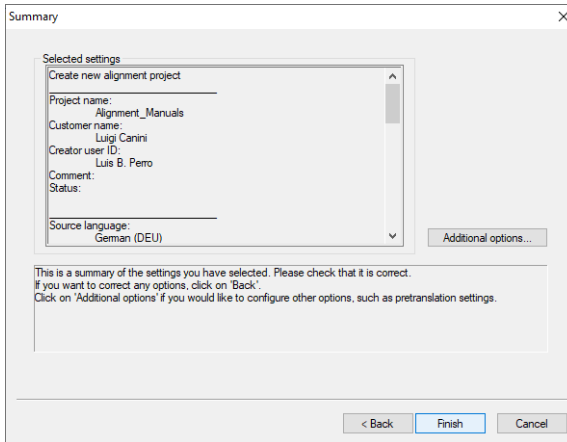 Summary
Selected settings
Create new alignment project
Project name:
Alignment_Manuals
Customer name:
Luigi Canini
Creator user ID:
Luis B. Perro
Comment:
Status:
Source language:
German (DEU)
Additional options...
This is a summary of the settings you have selected. Please check that it is correct.
If you want to correct any options, click on 'Back'.
Click on 'Additional options' if you would like to configure other options, such as pretranslation settings.
< Back
Finish
Cancel